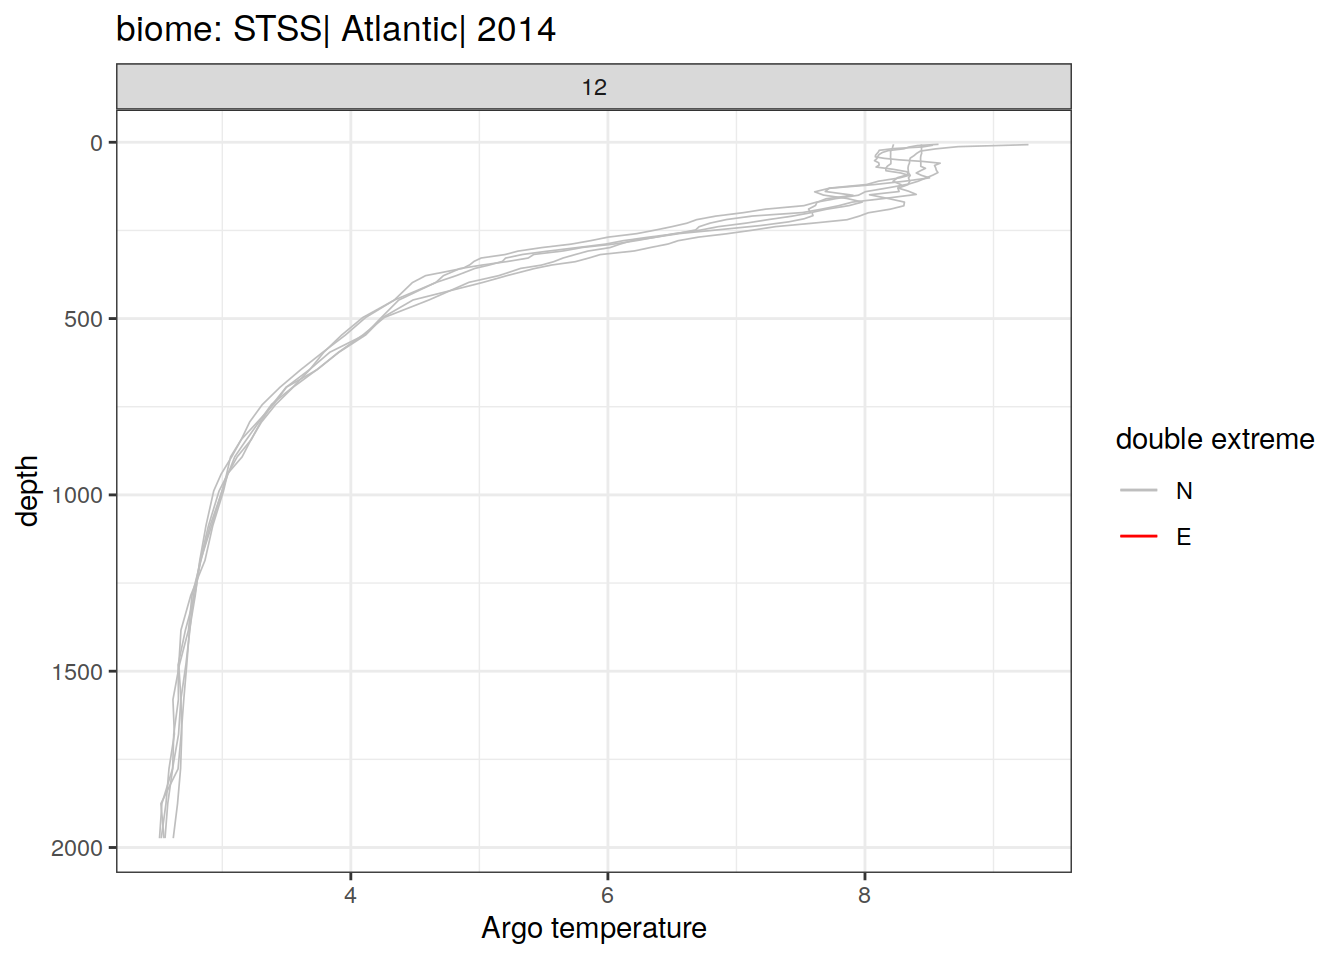 biome: STSS| Atlantic| 2014
12
0
500
1000
1500
2000
depth
4
6
8
Argo temperature
double extreme
N
E